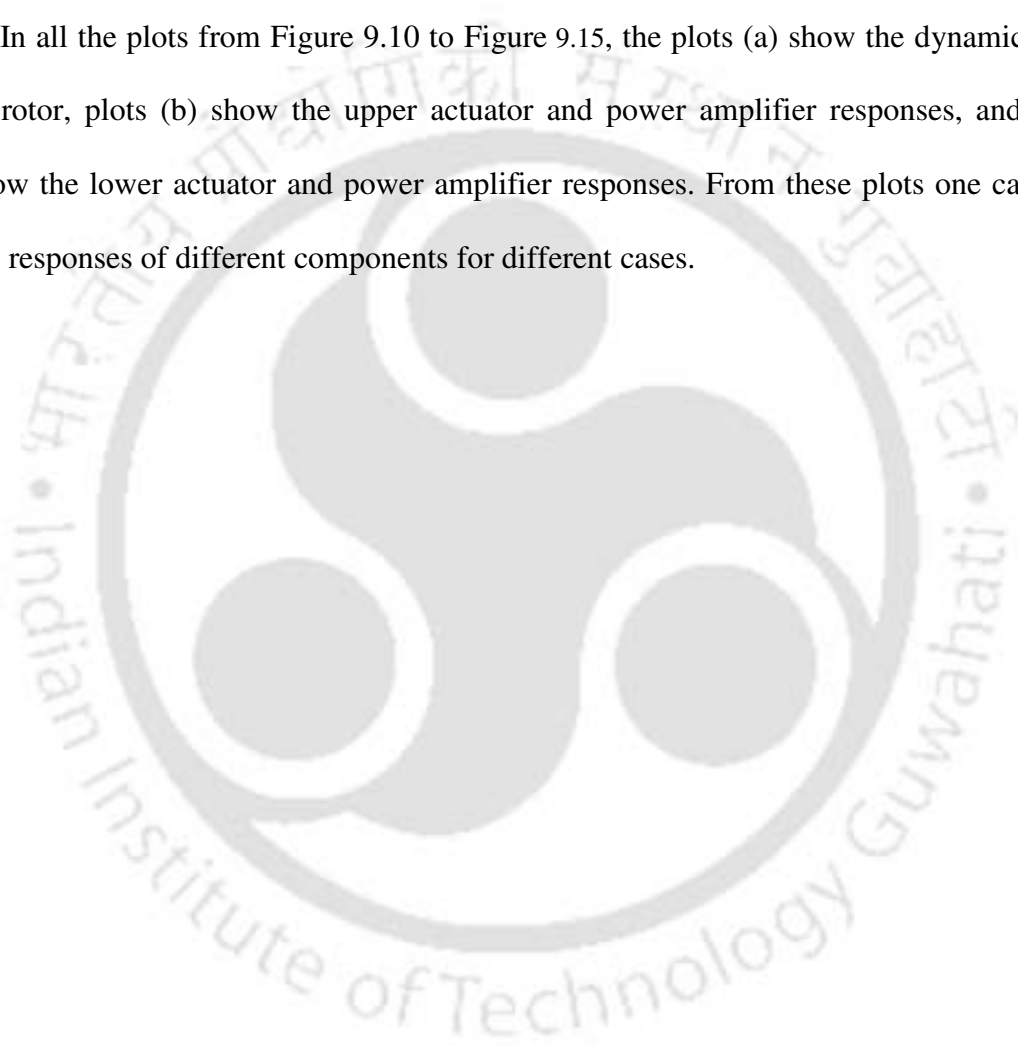 In all the plots from Figure 9.10 to Figure 9.15, the plots (a) show the dynamic
rotor, plots (b) show the upper actuator and power amplifier responses, and
ow the lower actuator and power amplifier responses. From these plots one ca
responses of different components for different cases.
भारतीय प्रौद्योगिकी संस्थान गुवाहाटी
Indian Institute of Technology Guwahati